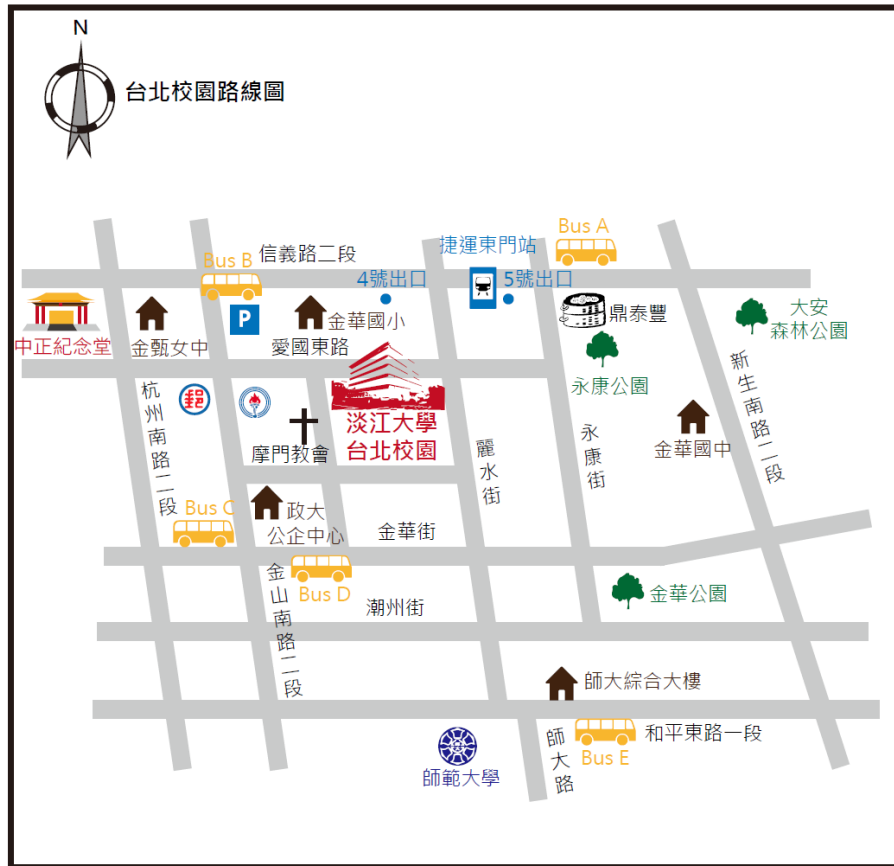 N
台北校園路線圖
Bus A
捷運東門站
信義路二段
Bus B
4號出口
5號出口
P
鼎泰豐
大安
森林公園
金華國小
中正紀念堂
金甄女中
愛國東路
永康公園
新生南路二段
杭州南路二段
郵
淡江大學
台北校園
摩門教會
麗水街
永康街
金華國中
Bus C
政大
公企中心
金華街
金山南路二段
Bus D
潮州街
金華公園
師大綜合大樓
和平東路一段
師大路
Bus E
師範大學